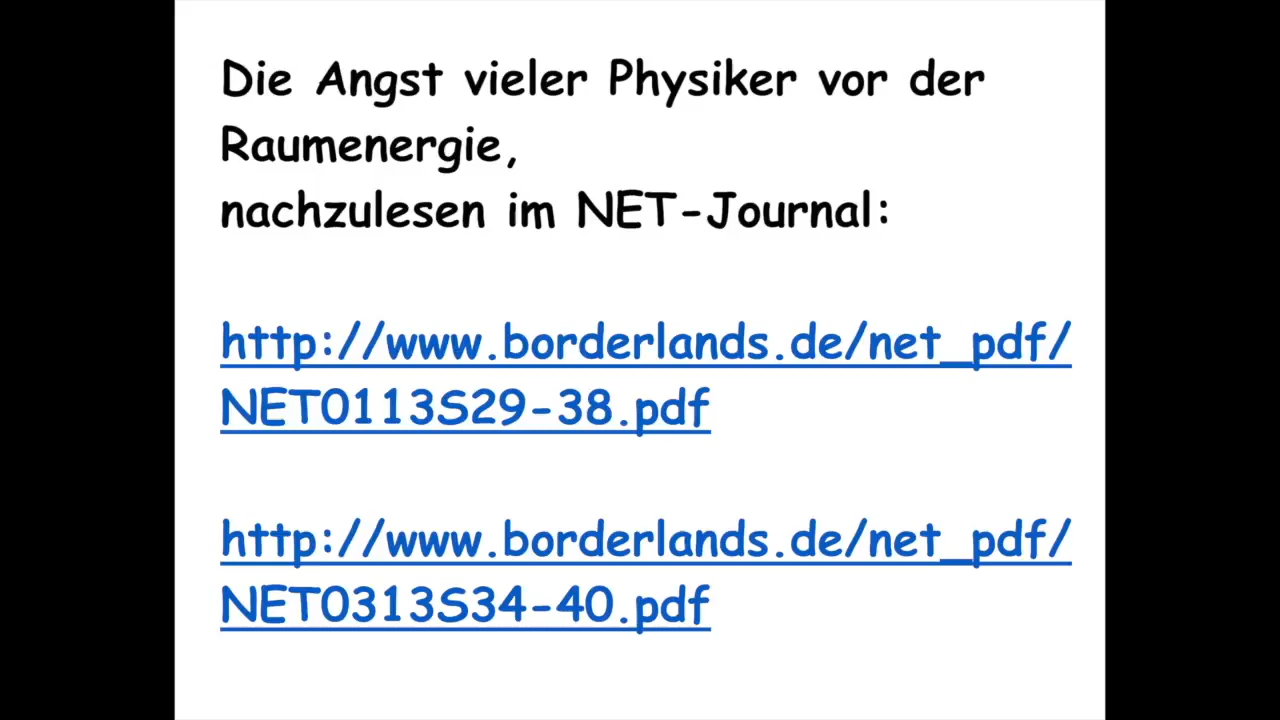 Die Angst vieler Physiker vor der
Raumenergie,
nachzulesen im NET-Journal:
http://www.borderlands.de/net_pdf/
NET0113S29-38.pdf
http://www.borderlands.de/net_pdf/
NET0313S34-40.pdf